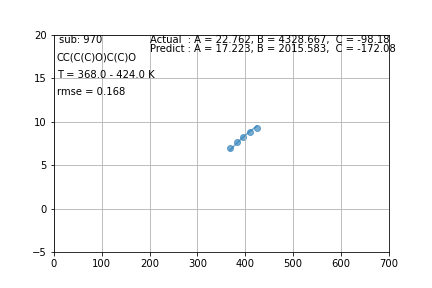 sub: 970
Actual  : A = 22.762, B = 4328.667,  C = -98.18
Predict : A = 17.223, B = 2015.583,  C = -172.08
CC(C(C)O)C(C)O
T = 368.0 - 424.0 K
rmse = 0.168
20
15
10
5
0
−5
0 100 200 300 400 500 600 700